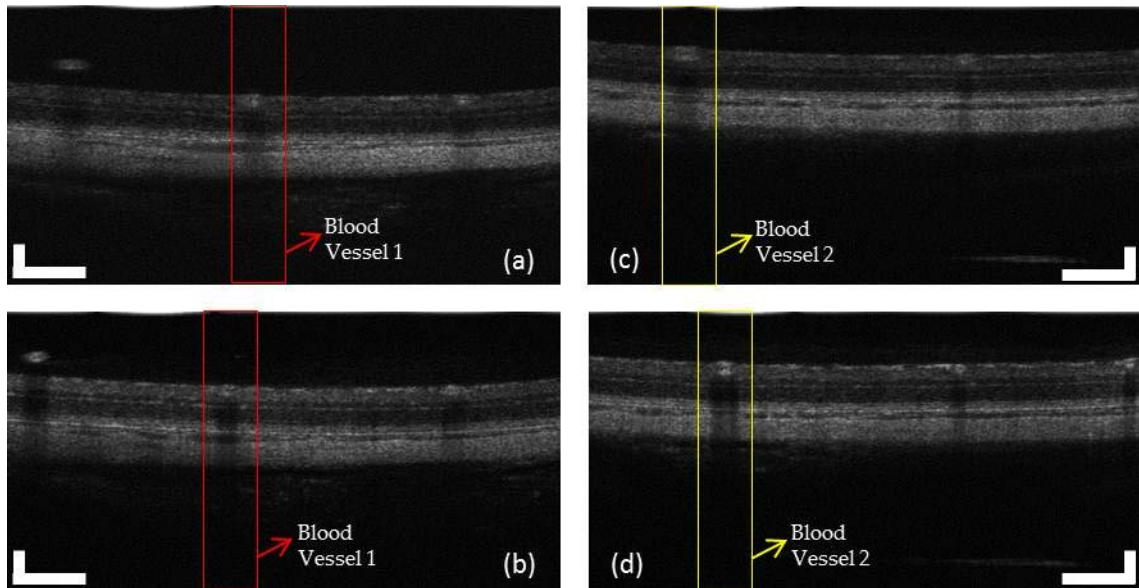 Blood
Vessel 1
(a)
Blood
Vessel 2
(c)
Blood
Vessel 1
(b)
Blood
Vessel 2
(d)